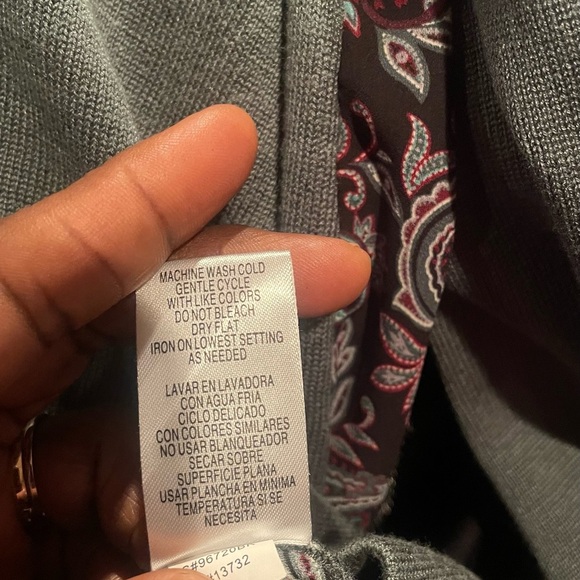 MACHINE WASH COLD
GENTLE CYCLE
WITH LIKE COLORS
DO NOT BLEACH
DRY FLAT
IRON ON LOWEST SETTING
AS NEEDED
LAVAR EN LAVADORA
CON AGUA FRIA
CICLO DELICADO
CON COLORES SIMILARES
NO USAR BLANQUEADOR
SECAR SOBRE
SUPERFICIE PLANA
USAR PLANCHA EN MINIMA
TEMPERATURA SI SE
NECESITA
#13732